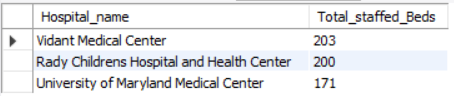 Hospital_name Total_staffed_Beds
Vidant Medical Center 203
Rady Childrens Hospital and Health Center 200
University of Maryland Medical Center 171